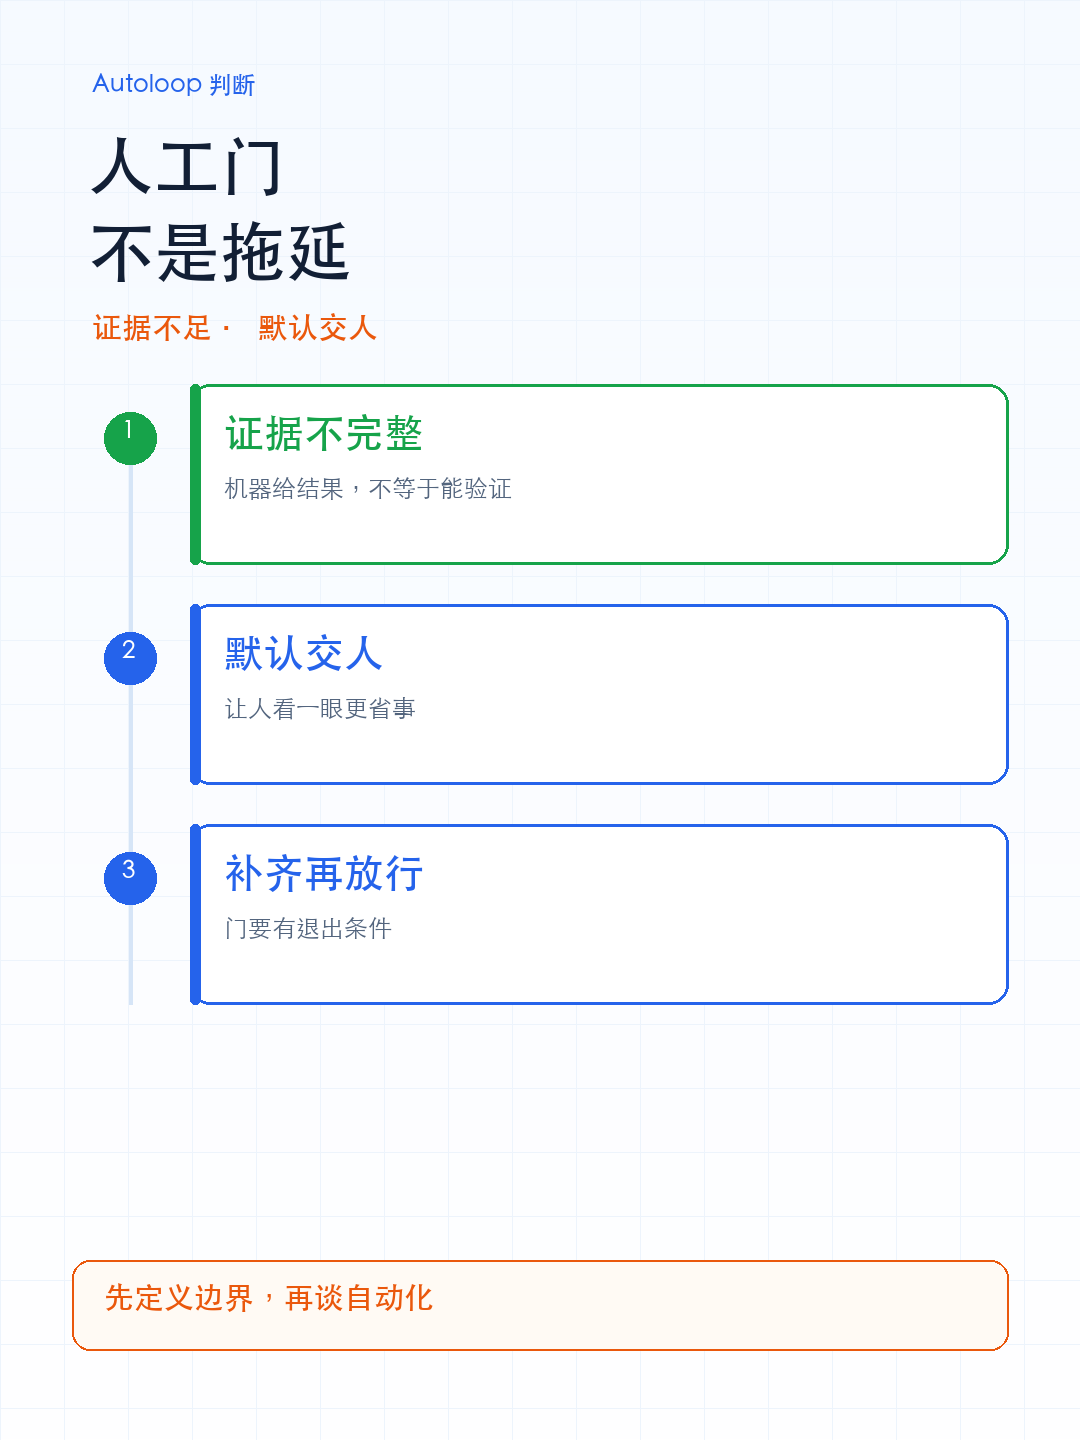 Autoloop 判断
人工门
不是拖延
证据不足· 默认交人
1
证据不完整
机器给结果，不等于能验证
2
默认交人
让人看一眼更省事
3
补齐再放行
门要有退出条件
先定义边界，再谈自动化